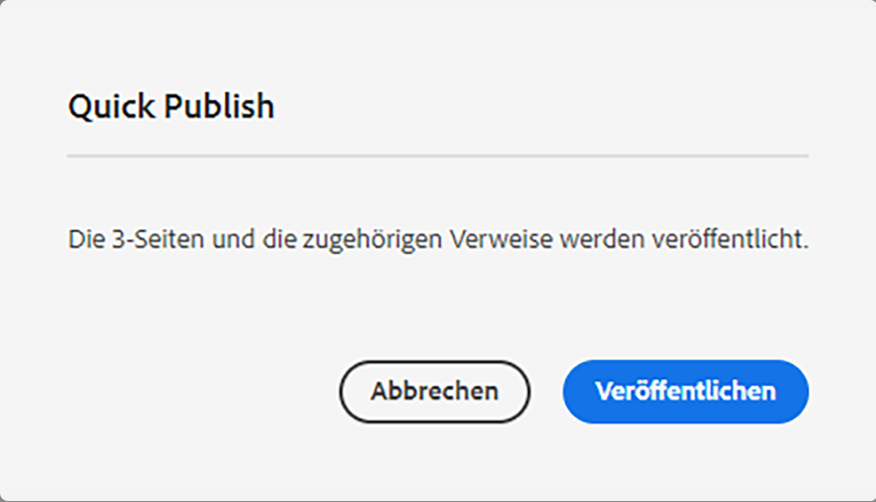 Quick Publish
Die 3-Seiten und die zugehörigen Verweise werden veröffentlicht.
Abbrechen
Veröffentlichen